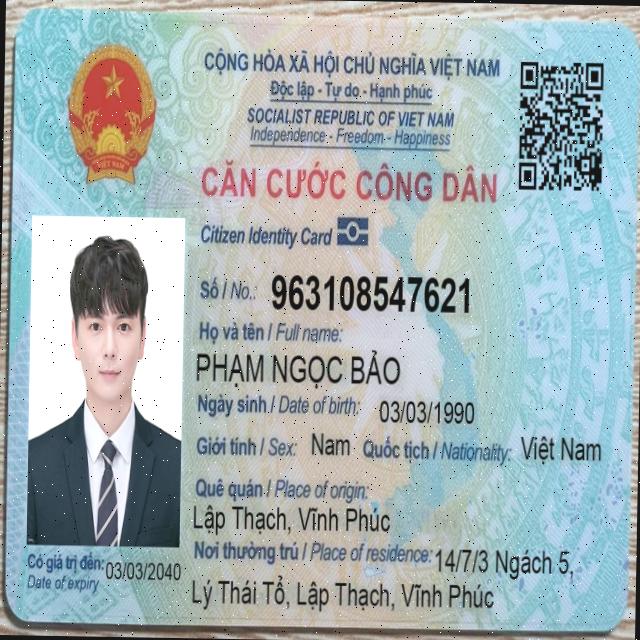 CỘNG HÒA XÃ HỘI CHỦ NGHĨA VIỆT NAM
Độc lập - Tự do - Hạnh phúc
SOCIALIST REPUBLIC OF VIET NAM
Independence - Freedom - Happiness
CĂN CƯỚC CÔNG DÂN
Citizen Identity Card
Số / No.: 963108547621
Họ và tên / Full name:
PHẠM NGỌC BẢO
Ngày sinh / Date of birth: 03/03/1990
Giới tính / Sex: Nam Quốc tịch / Nationality: Việt Nam
Quê quán / Place of origin:
Lập Thạch, Vĩnh Phúc
Nơi thường trú / Place of residence: 14/7/3 Ngách 5,
Lý Thái Tổ, Lập Thạch, Vĩnh Phúc
Có giá trị đến: 03/03/2040
Date of expiry
VIỆT NAM